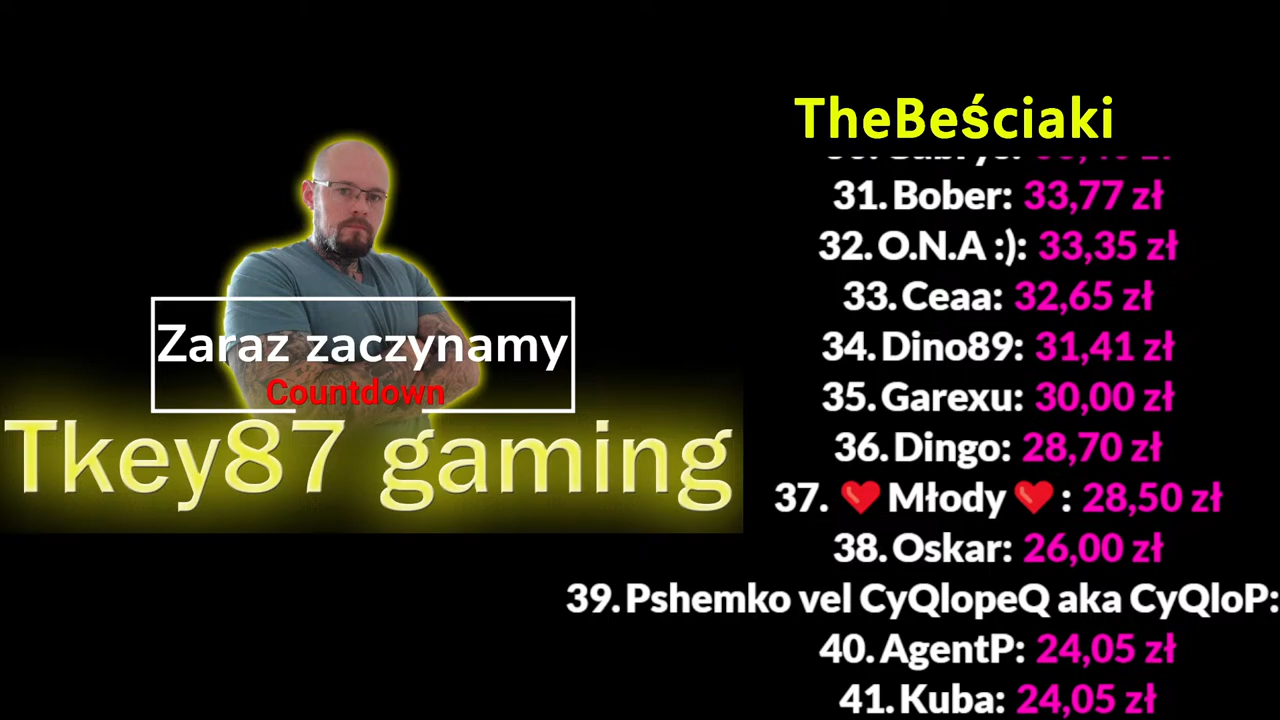 TheBeściaki
31. Bober: 33,77 zł
32. O.N.A :): 33,35 zł
33. Ceaa: 32,65 zł
34. Dino89: 31,41 zł
35. Garexu: 30,00 zł
36. Dingo: 28,70 zł
37. ❤️ Młody ❤️ : 28,50 zł
38. Oskar: 26,00 zł
39. Pshemko vel CyQlopeQ aka CyQloP:
40. AgentP: 24,05 zł
41. Kuba: 24,05 zł
Zaraz zaczynamy
Countdown
Tkey87 gaming